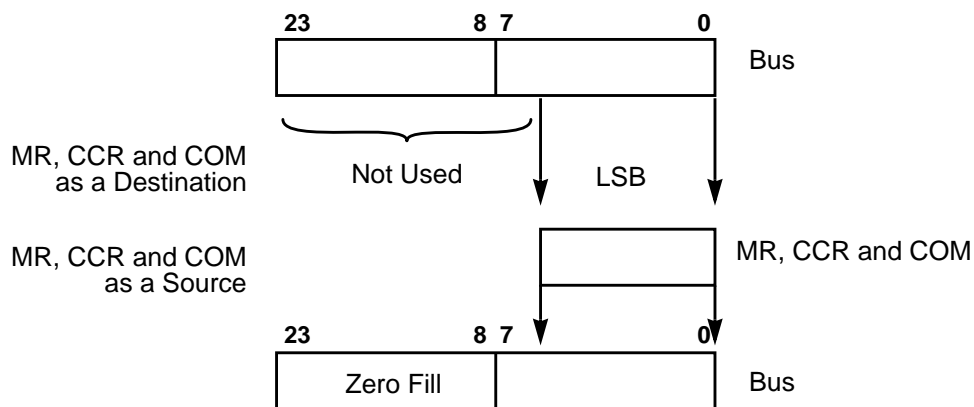 23 8 7 0
Bus
MR, CCR and COM
as a Destination
Not Used
LSB
MR, CCR and COM
as a Source
MR, CCR and COM
23 8 7 0
Zero Fill
Bus